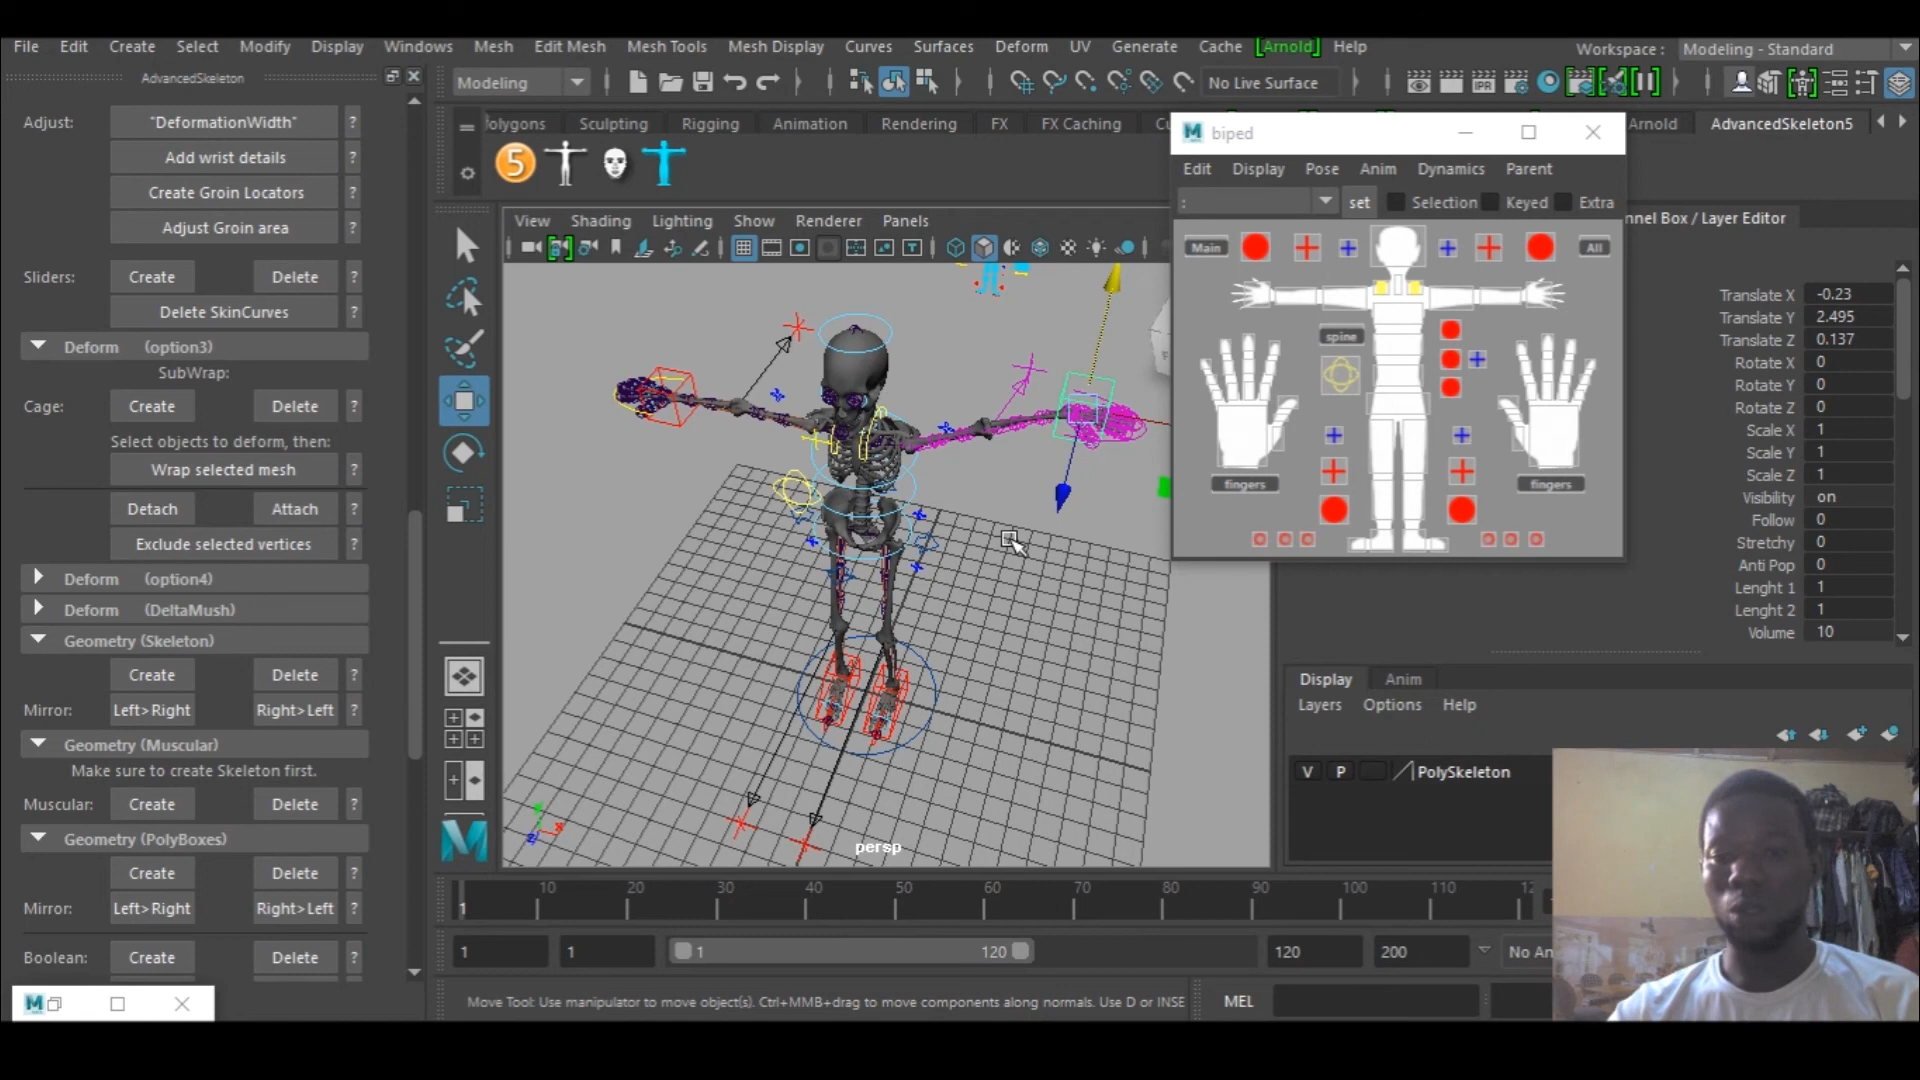 File Edit Create Select Modify Display Windows Mesh Edit Mesh Mesh Tools Mesh Display Curves Surfaces Deform UV Generate Cache [Arnold] Help
Workspace : Modeling - Standard
AdvancedSkeleton
Modeling
No Live Surface
IPR
Adjust: "DeformationWidth" ?
Add wrist details ?
Create Groin Locators ?
Adjust Groin area ?
Sliders: Create Delete ?
Delete SkinCurves ?
Deform (option3)
SubWrap:
Cage: Create Delete ?
Select objects to deform, then:
Wrap selected mesh ?
Detach Attach ?
Exclude selected vertices ?
Deform (option4)
Deform (DeltaMush)
Geometry (Skeleton)
Create Delete ?
Mirror: Left>Right Right>Left ?
Geometry (Muscular)
Make sure to create Skeleton first.
Muscular: Create Delete ?
Geometry (PolyBoxes)
Create Delete ?
Mirror: Left>Right Right>Left ?
Boolean: Create Delete ?
olygons Sculpting Rigging Animation Rendering FX FX Caching Cu
Arnold AdvancedSkeleton5
5
View Shading Lighting Show Renderer Panels
persp
biped
Edit Display Pose Anim Dynamics Parent
: set Selection Keyed Extra
Main All
spine
fingers fingers
nnel Box / Layer Editor
Translate X -0.23
Translate Y 2.495
Translate Z 0.137
Rotate X 0
Rotate Y 0
Rotate Z 0
Scale X 1
Scale Y 1
Scale Z 1
Visibility on
Follow 0
Stretchy 0
Anti Pop 0
Lenght 1 1
Lenght 2 1
Volume 10
Display Anim
Layers Options Help
V P PolySkeleton
10 20 30 40 50 60 70 80 90 100 110 12
1
1 1 1 120 120 200 No An
Move Tool: Use manipulator to move object(s). Ctrl+MMB+drag to move components along normals. Use D or INSE
MEL